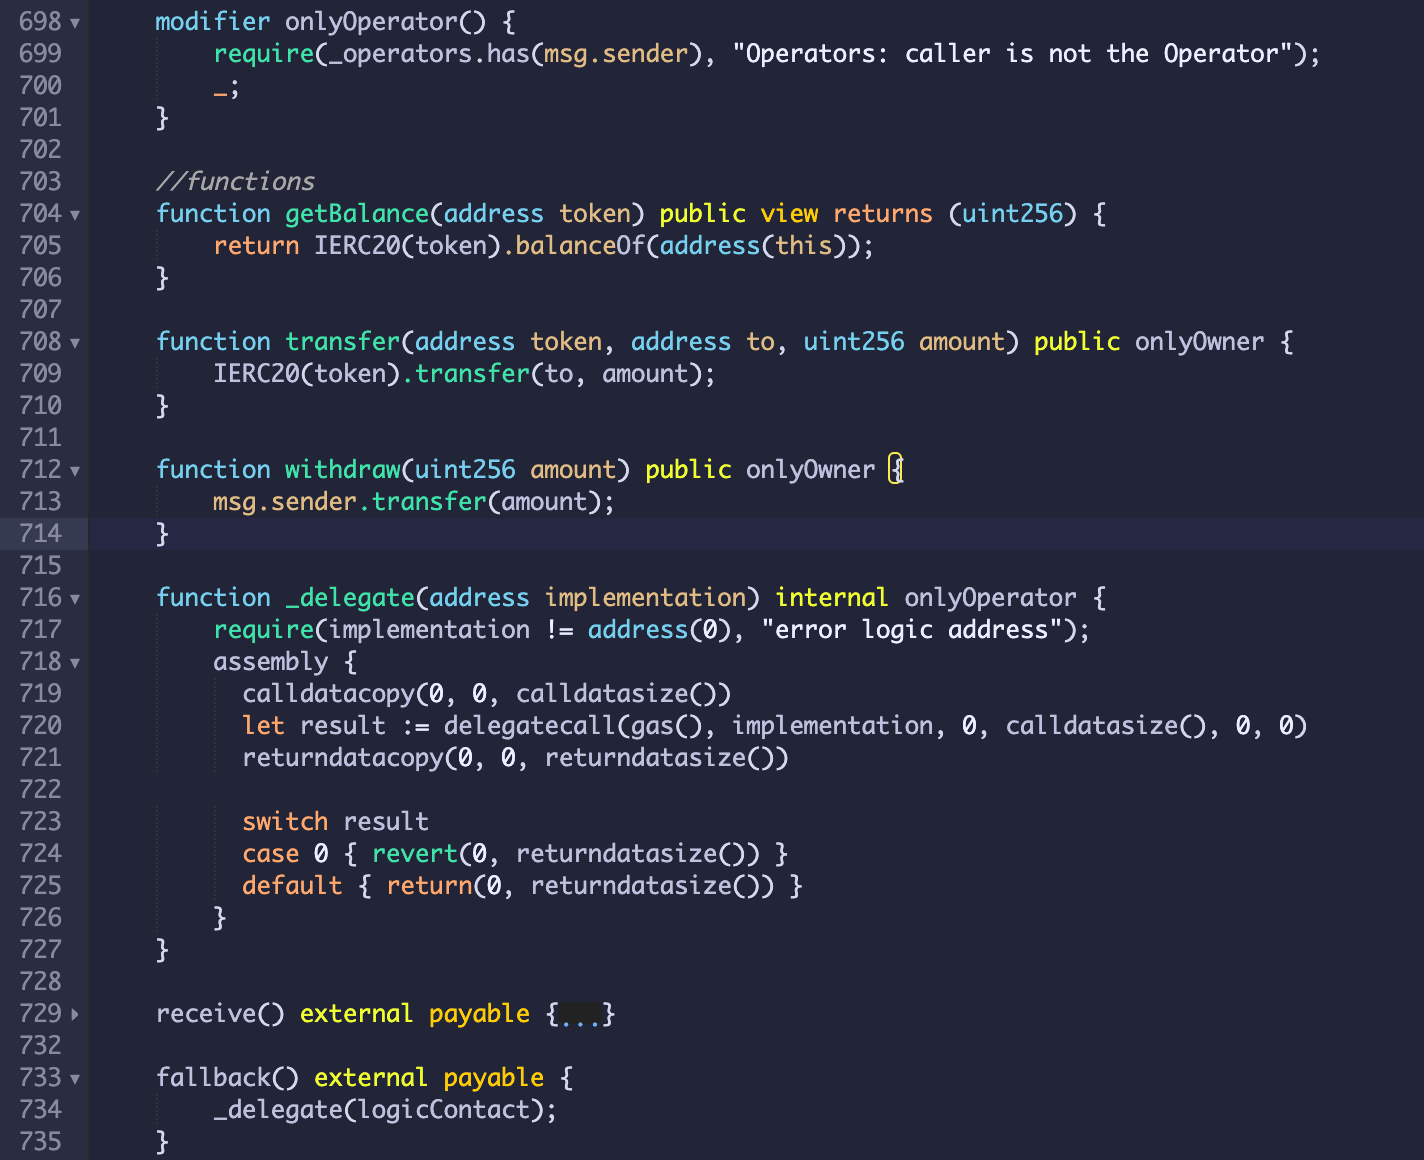 698 ▾ modifier onlyOperator() {
699 require(_operators.has(msg.sender), "Operators: caller is not the Operator");
700 _;
701 }
702
703 //functions
704 ▾ function getBalance(address token) public view returns (uint256) {
705 return IERC20(token).balanceOf(address(this));
706 }
707
708 ▾ function transfer(address token, address to, uint256 amount) public onlyOwner {
709 IERC20(token).transfer(to, amount);
710 }
711
712 ▾ function withdraw(uint256 amount) public onlyOwner {
713 msg.sender.transfer(amount);
714 }
715
716 ▾ function _delegate(address implementation) internal onlyOperator {
717 require(implementation != address(0), "error logic address");
718 ▾ assembly {
719 calldatacopy(0, 0, calldatasize())
720 let result := delegatecall(gas(), implementation, 0, calldatasize(), 0, 0)
721 returndatacopy(0, 0, returndatasize())
722
723 switch result
724 case 0 { revert(0, returndatasize()) }
725 default { return(0, returndatasize()) }
726 }
727 }
728
729 ▸ receive() external payable {...}
732
733 ▾ fallback() external payable {
734 _delegate(logicContact);
735 }